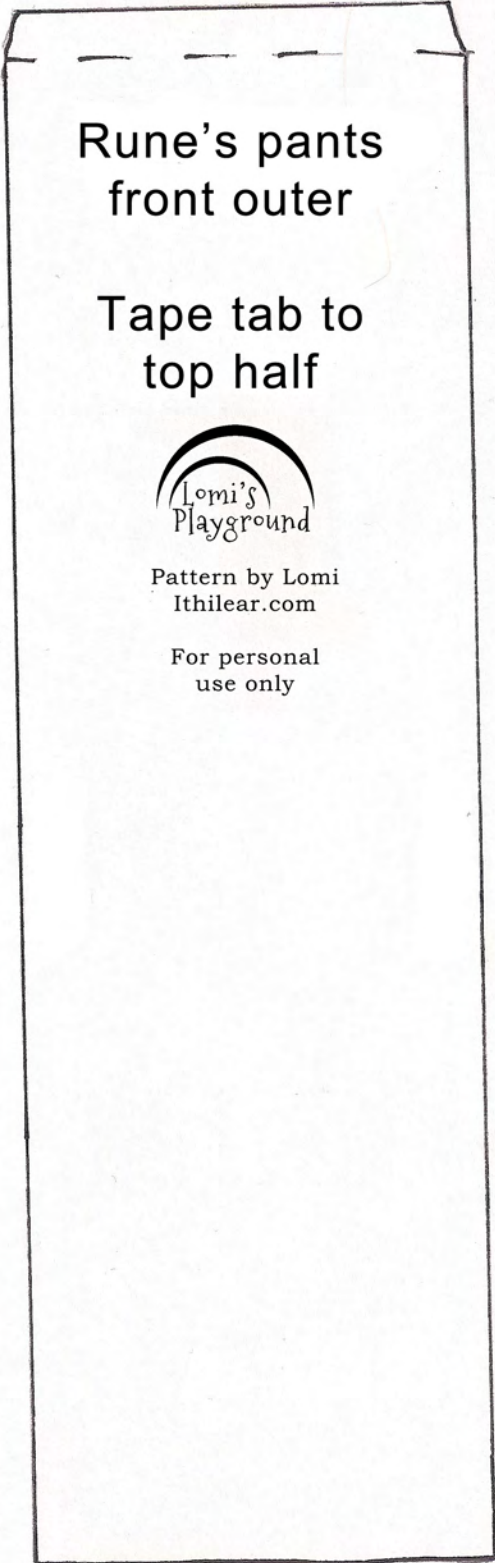 Rune's pants
front outer
Tape tab to
top half
Lomi's
Playground
Pattern by Lomi
Ithilear.com
For personal
use only